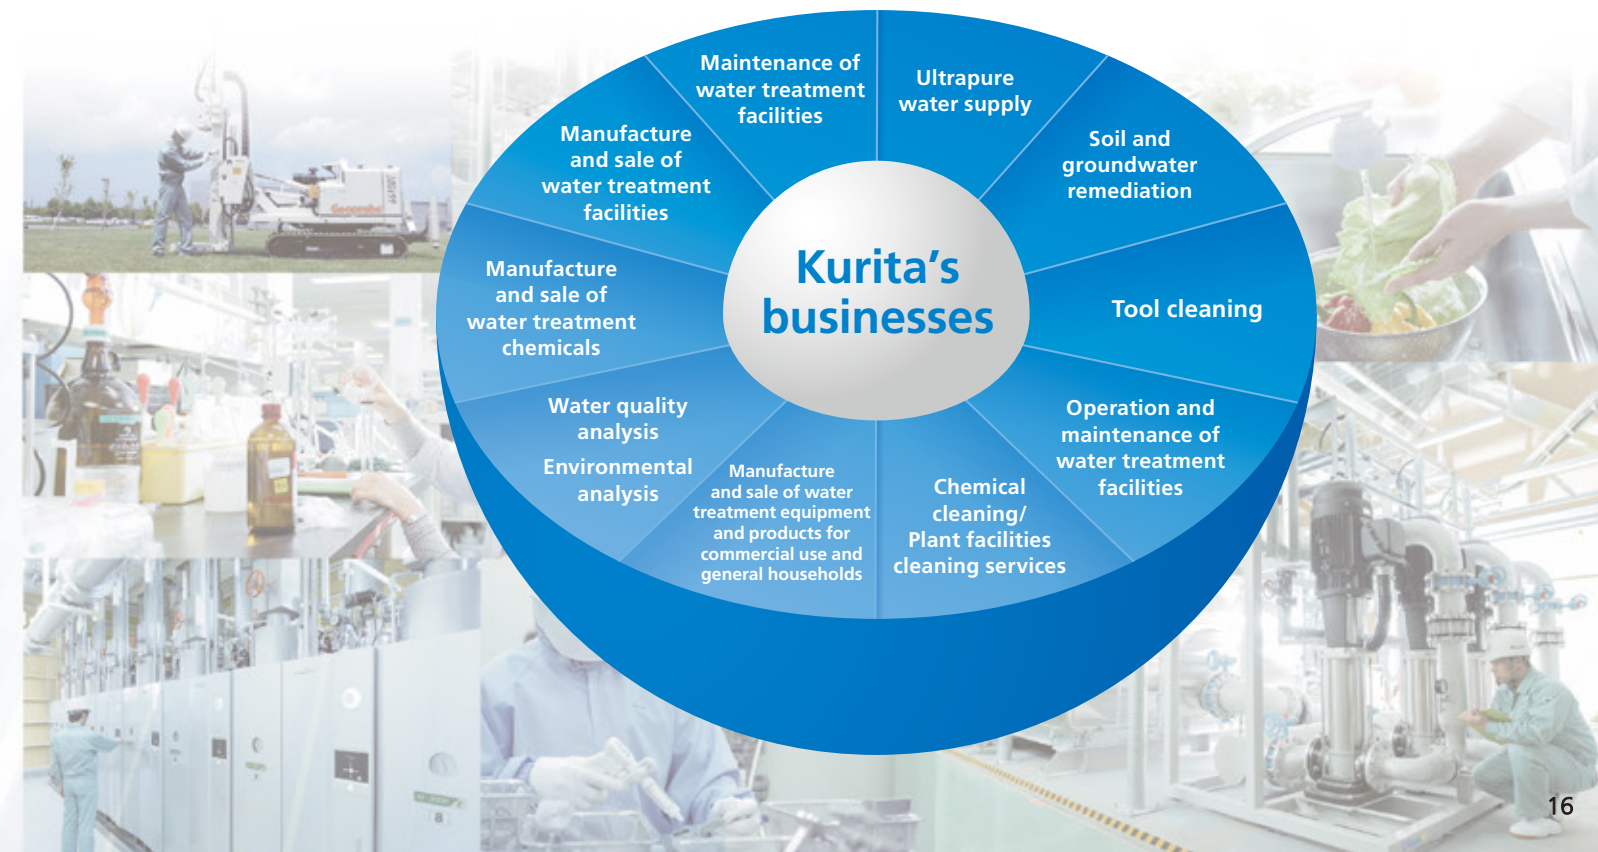 Maintenance of
water treatment
facilities
Ultrapure
water supply
Soil and
groundwater
remediation
Tool cleaning
Operation and
maintenance of
water treatment
facilities
Chemical
cleaning/
Plant facilities
cleaning services
Manufacture
and sale of water
treatment equipment
and products for
commercial use and
general households
Water quality
analysis
Environmental
analysis
Manufacture
and sale of
water treatment
chemicals
Manufacture
and sale of
water treatment
facilities
Kurita’s
businesses
8
16